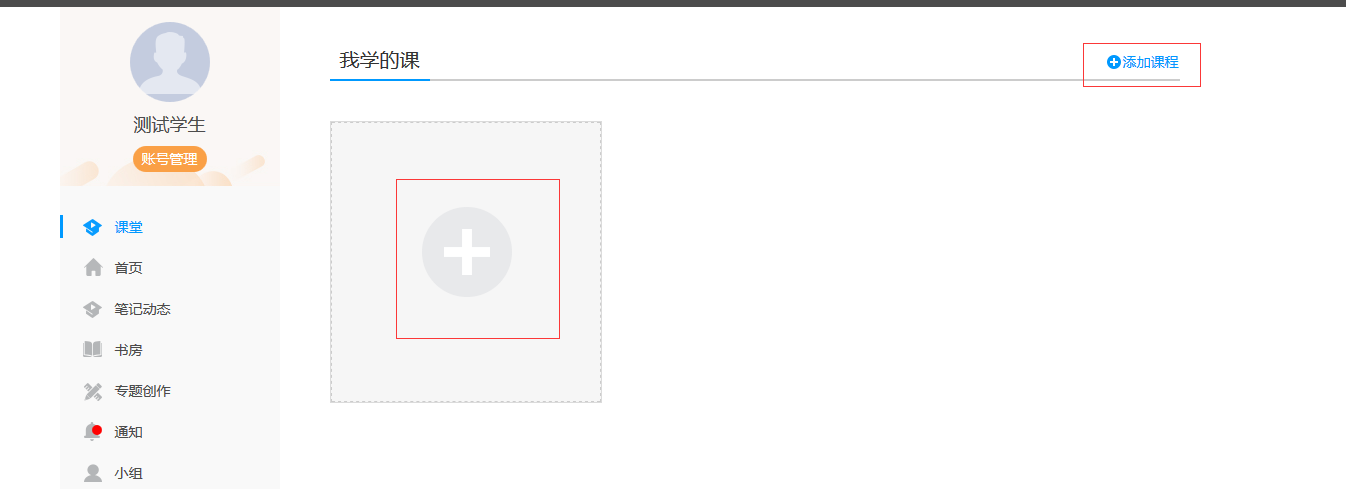 测试学生
账号管理
课堂
首页
笔记动态
书房
专题创作
通知
小组
我学的课
添加课程